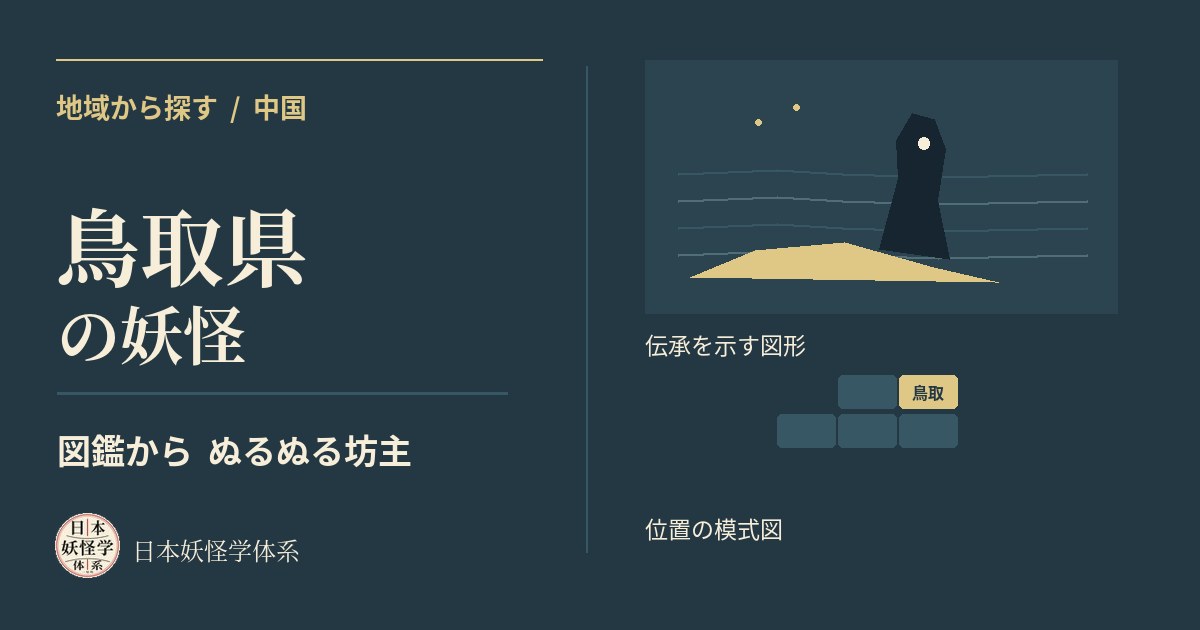 地域から探す / 中国
鳥取県
の妖怪
図鑑から ぬるぬる坊主
日本
妖怪学
体系
日本妖怪学体系
伝承を示す図形
鳥取
位置の模式図